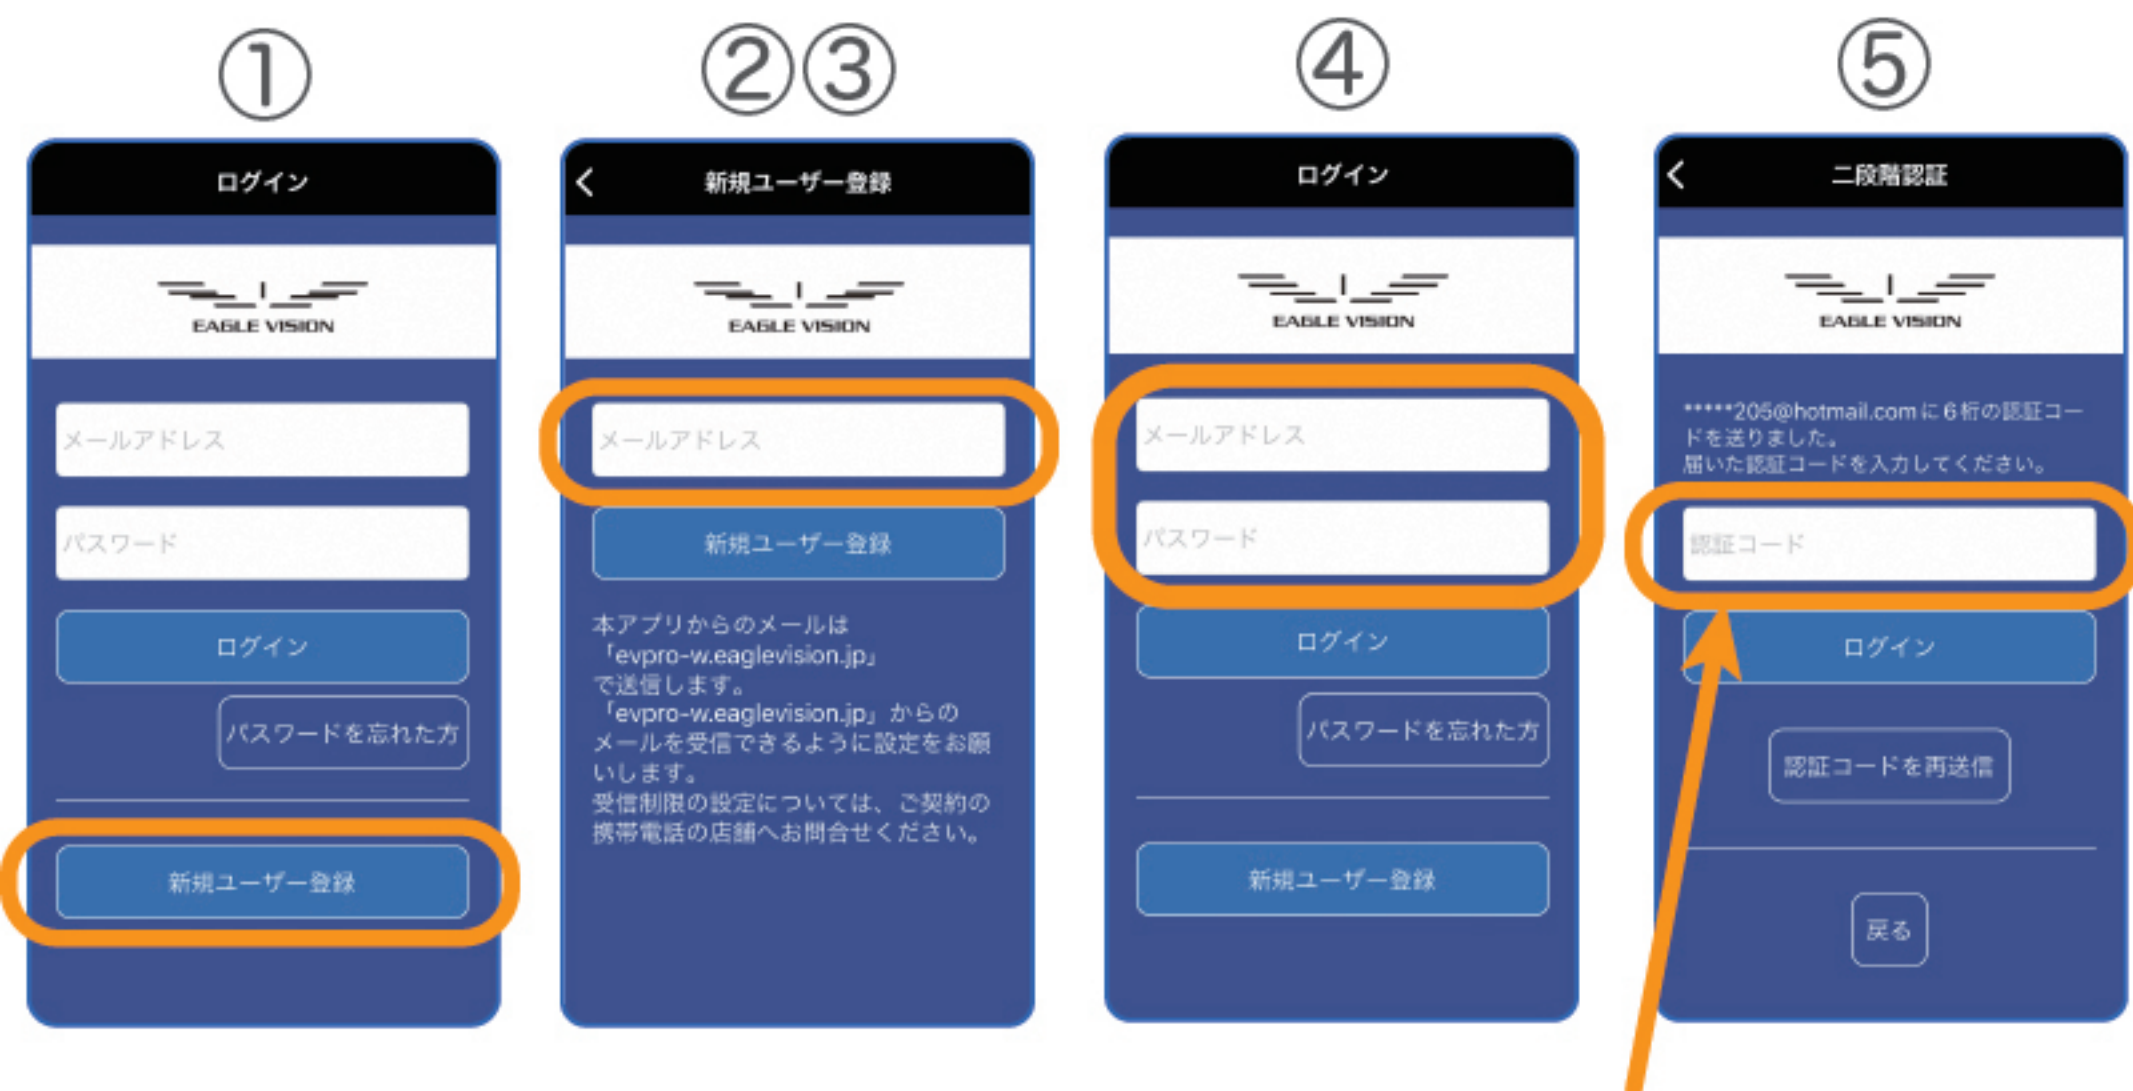 ①
ログイン
EAGLE VISION
メールアドレス
パスワード
ログイン
パスワードを忘れた方
新規ユーザー登録
②③
新規ユーザー登録
EAGLE VISION
メールアドレス
新規ユーザー登録
本アプリからのメールは
「evpro-w.eaglevision.jp」
で送信します。
「evpro-w.eaglevision.jp」からの
メールを受信できるように設定をお願
いします。
受信制限の設定については、ご契約の
携帯電話の店舗へお問合せください。
④
ログイン
EAGLE VISION
メールアドレス
パスワード
ログイン
パスワードを忘れた方
新規ユーザー登録
⑤
二段階認証
EAGLE VISION
*****205@hotmail.comに6桁の認証コー
ドを送りました。
届いた認証コードを入力してください。
認証コード
ログイン
認証コードを再送信
戻る